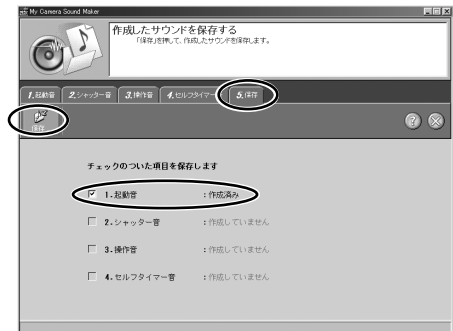 My Camera Sound Maker
作成したサウンドを保存する
「保存」を押して、作成したサウンドを保存します。
1.起動音 2.シャッター音 3.操作音 4.セルフタイマー音 5.保存
保存
チェックのついた項目を保存します
1.起動音 :作成済み
2.シャッター音 :作成していません
3.操作音 :作成していません
4.セルフタイマー音 :作成していません